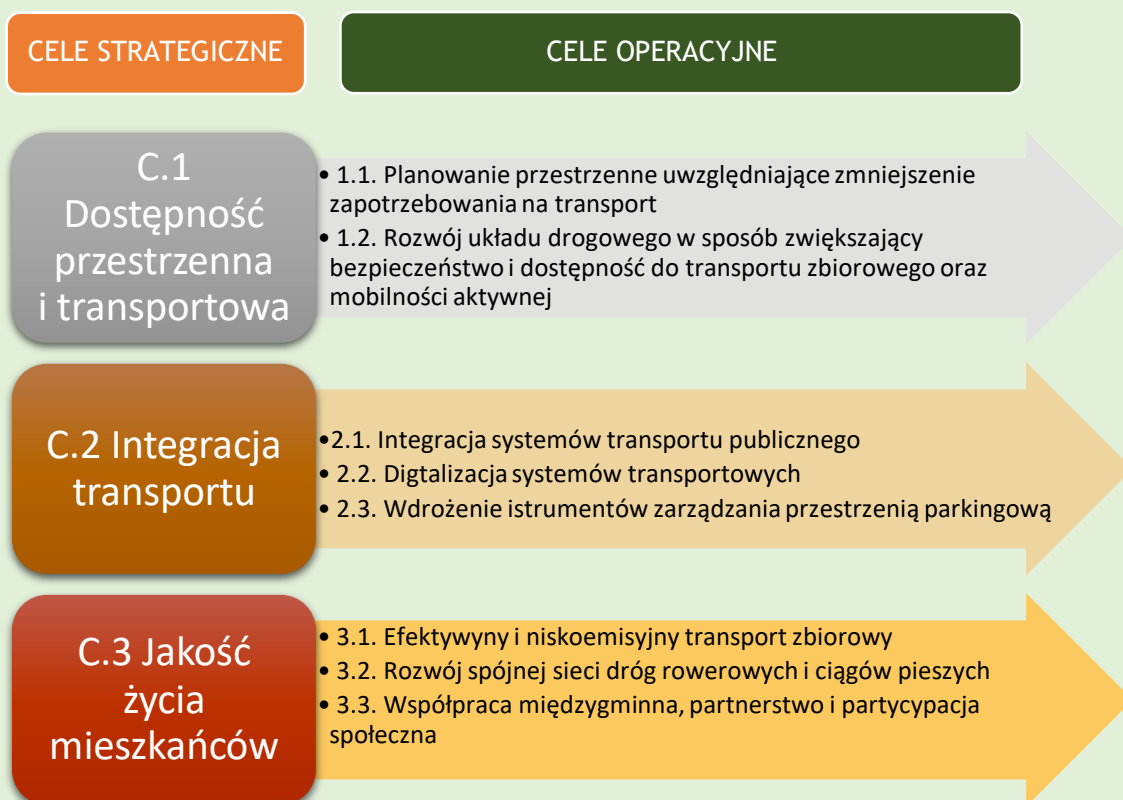 CELE STRATEGICZNE
CELE OPERACYJNE
C.1
Dostępność
przestrzenna
i transportowa
• 1.1. Planowanie przestrzenne uwzględniające zmniejszenie
zapotrzebowania na transport
• 1.2. Rozwój układu drogowego w sposób zwiększający
bezpieczeństwo i dostępność do transportu zbiorowego oraz
mobilności aktywnej
C.2 Integracja
transportu
•2.1. Integracja systemów transportu publicznego
• 2.2. Digtalizacja systemów transportowych
• 2.3. Wdrożenie istrumentów zarządzania przestrzenią parkingową
C.3 Jakość
życia
mieszkańców
• 3.1. Efektywyny i niskoemisyjny transport zbiorowy
• 3.2. Rozwój spójnej sieci dróg rowerowych i ciągów pieszych
• 3.3. Współpraca międzygminna, partnerstwo i partycypacja
społeczna